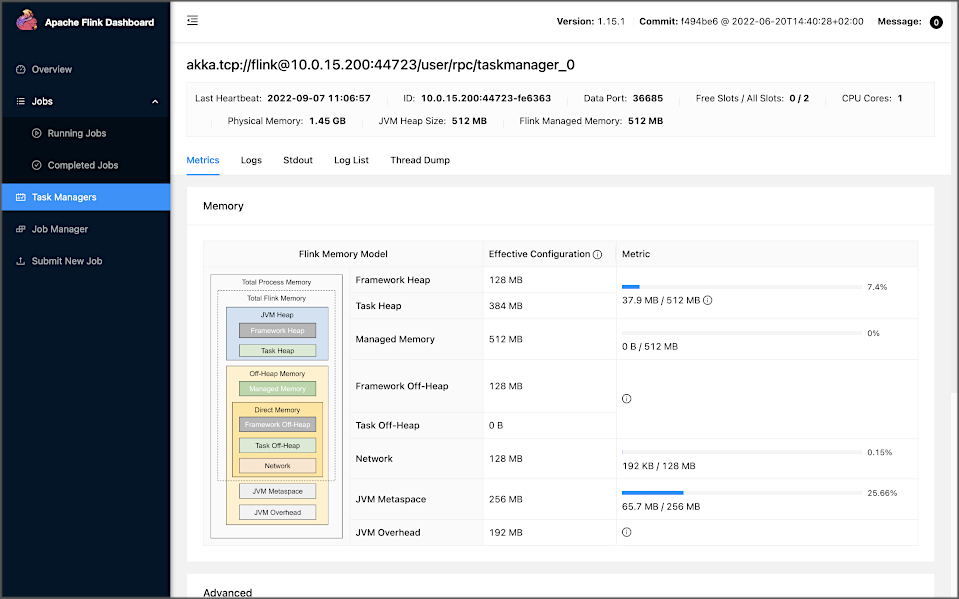 Apache Flink Dashboard
Version: 1.15.1 Commit: f494be6 @ 2022-06-20T14:40:28+02:00 Message: 0
Overview
Jobs
Running Jobs
Completed Jobs
Task Managers
Job Manager
Submit New Job
akka.tcp://flink@10.0.15.200:44723/user/rpc/taskmanager_0
Last Heartbeat: 2022-09-07 11:06:57 ID: 10.0.15.200:44723-fe6363 Data Port: 36685 Free Slots / All Slots: 0 / 2 CPU Cores: 1
Physical Memory: 1.45 GB JVM Heap Size: 512 MB Flink Managed Memory: 512 MB
Metrics Logs Stdout Log List Thread Dump
Memory
Flink Memory Model Effective Configuration Metric
Total Process Memory
Total Flink Memory
JVM Heap
Framework Heap
Task Heap
Off-Heap Memory
Managed Memory
Direct Memory
Framework Off-Heap
Task Off-Heap
Network
JVM Metaspace
JVM Overhead
Framework Heap 128 MB
7.4%
37.9 MB / 512 MB
Task Heap 384 MB
Managed Memory 512 MB
0%
0 B / 512 MB
Framework Off-Heap 128 MB
Task Off-Heap 0 B
Network 128 MB
0.15%
192 KB / 128 MB
JVM Metaspace 256 MB
25.66%
65.7 MB / 256 MB
JVM Overhead 192 MB
Advanced